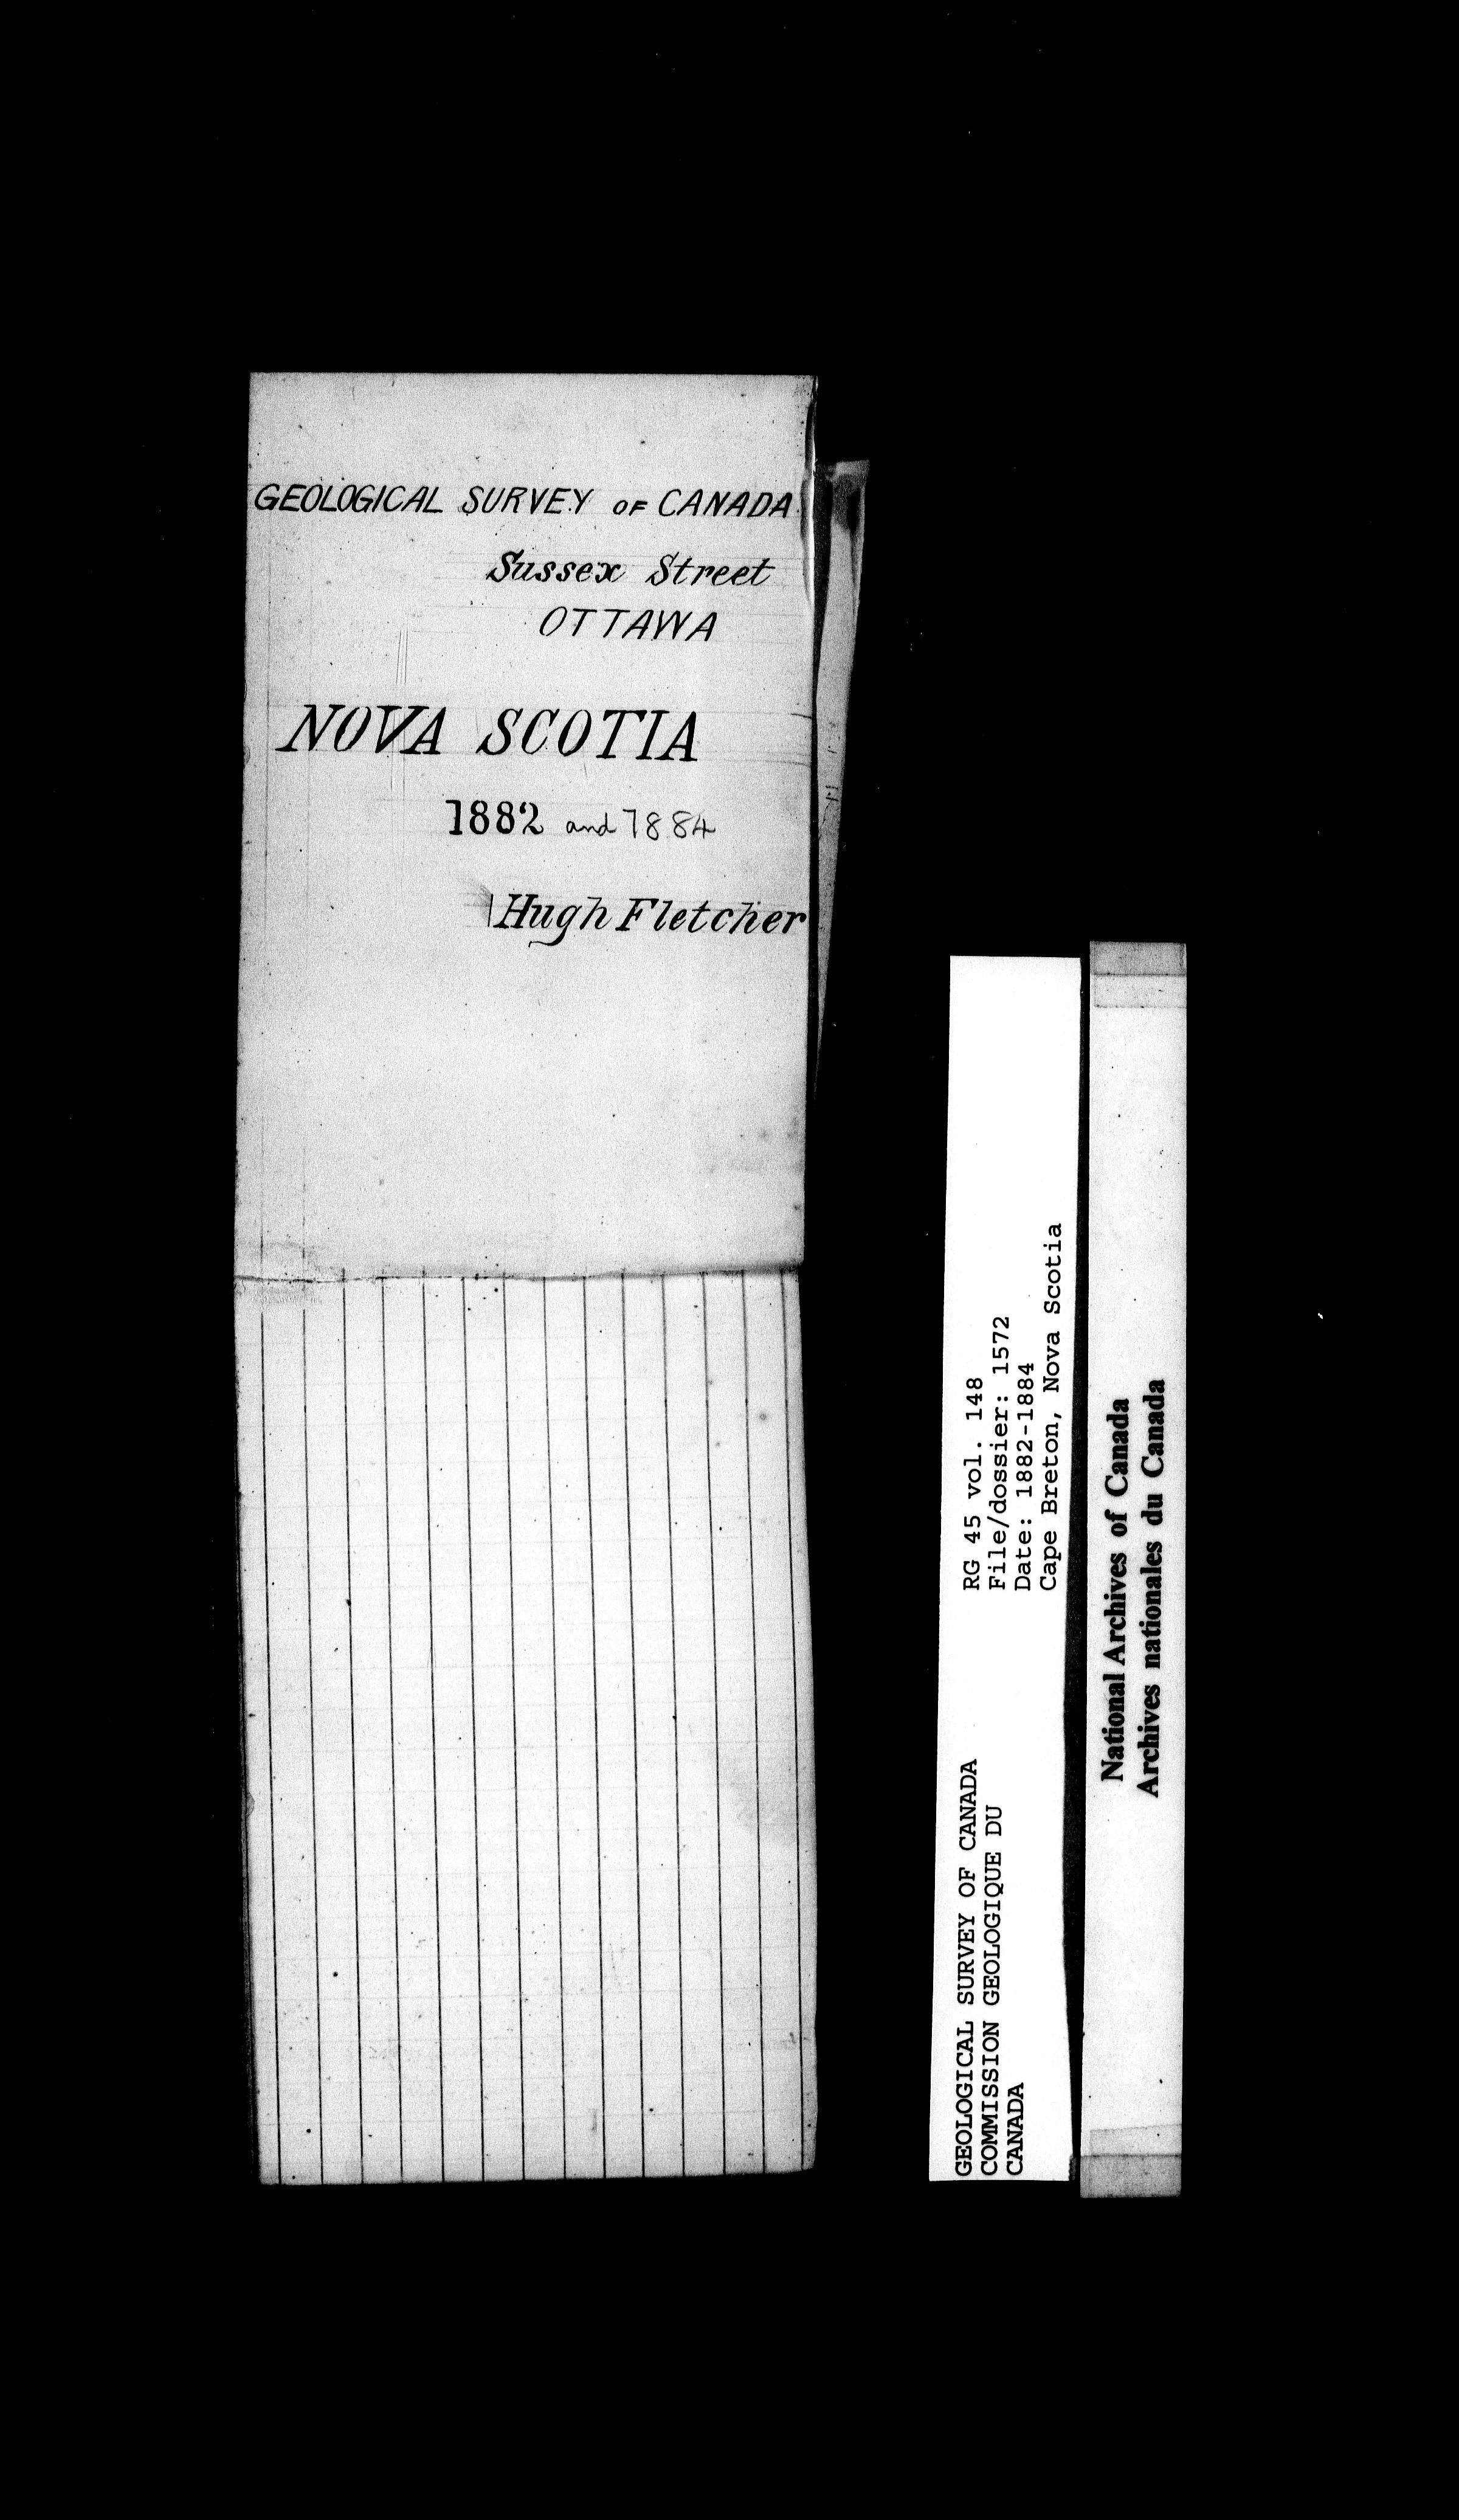 GEOLOGICAL SURVEY OF CANADA
Sussex Street
OTTAWA
NOVA SCOTIA
1882 and 1884
Hugh Fletcher
GEOLOGICAL SURVEY OF CANADA
COMMISSION GEOLOGIQUE DU
CANADA
RG 45 vol. 148
File/dossier: 1572
Date: 1882-1884
Cape Breton, Nova Scotia
National Archives of Canada
Archives nationales du Canada